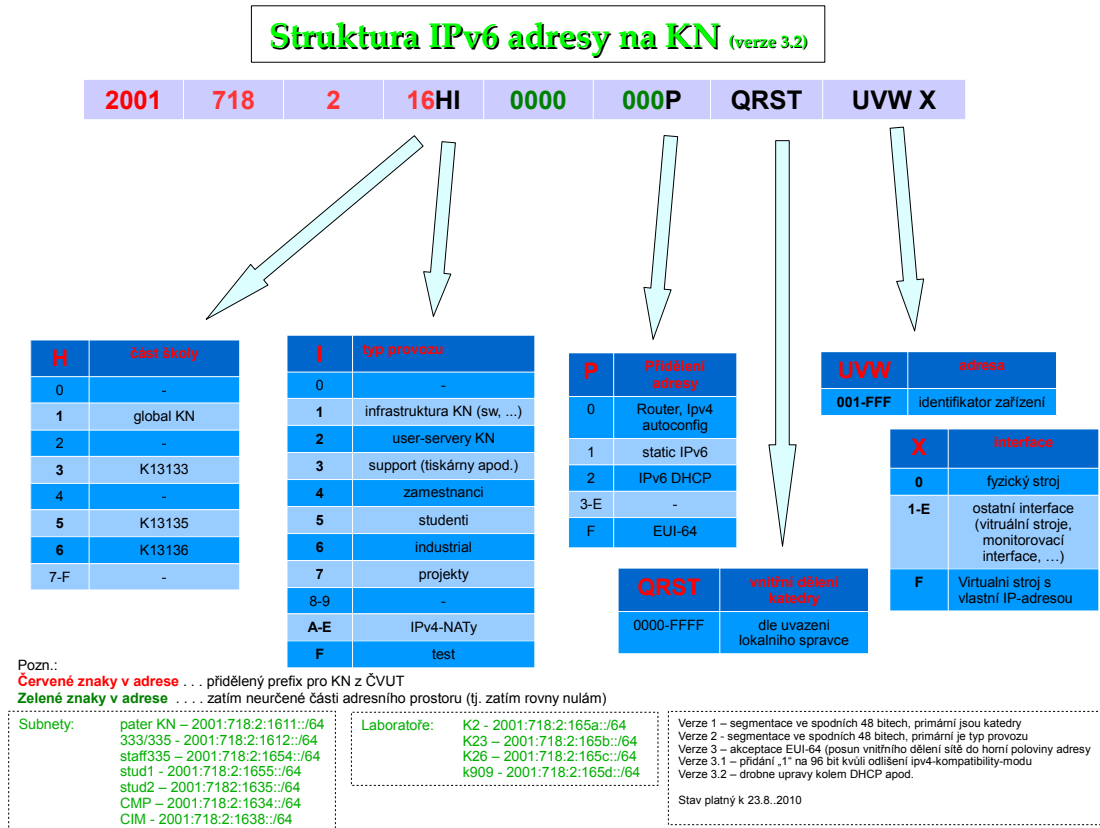 Struktura IPv6 adresy na KN (verze 3.2)
2001 718 2 16HI 0000 000P QRST UVW X
H část školy
0 -
1 global KN
2 -
3 K13133
4 -
5 K13135
6 K13136
7-F -
I typ provozu
0 -
1 infrastruktura KN (sw, ...)
2 user-servery KN
3 support (tiskárny apod.)
4 zamestnanci
5 studenti
6 industrial
7 projekty
8-9 -
A-E IPv4-NATy
F test
P Přidělení
adresy
0 Router, Ipv4
autoconfig
1 static IPv6
2 IPv6 DHCP
3-E -
F EUI-64
QRST vnitřní dělení
katedry
0000-FFFF dle uvazeni
lokalniho spravce
UVW adresa
001-FFF identifikator zařízení
X interface
0 fyzický stroj
1-E ostatní interface
(vitruální stroje,
monitorovací
interface, …)
F Virtualni stroj s
vlastní IP-adresou
Pozn.:
Červené znaky v adrese . . . přidělený prefix pro KN z ČVUT
Zelené znaky v adrese . . . . zatím neurčené části adresního prostoru (tj. zatím rovny nulám)
Subnety: pater KN – 2001:718:2:1611::/64
333/335 - 2001:718:2:1612::/64
staff335 – 2001:718:2:1654::/64
stud1 - 2001:718:2:1655::/64
stud2 – 2001:7182:1635::/64
CMP – 2001:718:2:1634::/64
CIM - 2001:718:2:1638::/64
Laboratoře: K2 - 2001:718:2:165a::/64
K23 – 2001:718:2:165b::/64
K26 – 2001:718:2:165c::/64
k909 - 2001:718:2:165d::/64
Verze 1 – segmentace ve spodních 48 bitech, primární jsou katedry
Verze 2 - segmentace ve spodních 48 bitech, primární je typ provozu
Verze 3 – akceptace EUI-64 (posun vnitřního dělení sítě do horní poloviny adresy
Verze 3.1 – přidání „1" na 96 bit kvůli odlišení ipv4-kompatibility-modu
Verze 3.2 – drobne upravy kolem DHCP apod.
Stav platný k 23.8..2010